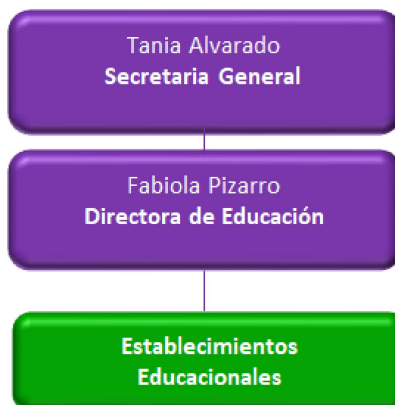 Tania Alvarado
Secretaria General
Fabiola Pizarro
Directora de Educación
Establecimientos
Educacionales